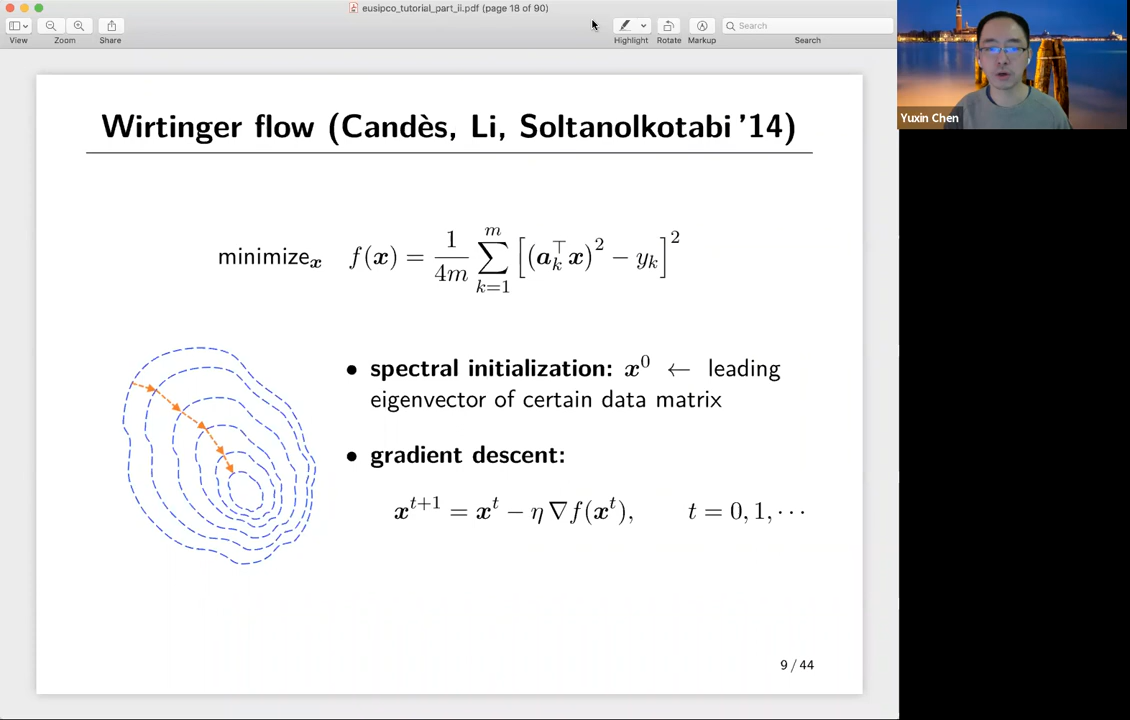 eusipco_tutorial_part_ii.pdf (page 18 of 90)
View Zoom Share Highlight Rotate Markup Search
Search
Yuxin Chen
Wirtinger flow (Candès, Li, Soltanolkotabi '14)
minimize_x f(x) = \frac{1}{4m} \sum_{k=1}^{m} [(a_k^⊤ x)^2 − y_k]^2
• spectral initialization: x^0 ← leading
eigenvector of certain data matrix
• gradient descent:
x^{t+1} = x^t − η ∇f(x^t), t = 0, 1, ⋯
9 / 44